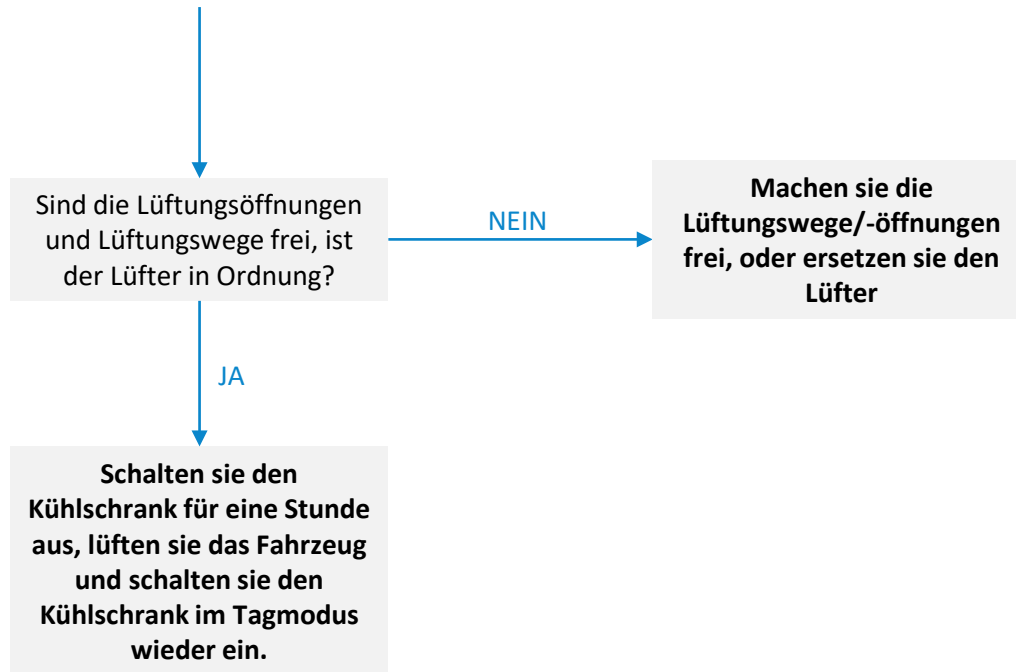 Sind die Lüftungsöffnungen
und Lüftungswege frei, ist
der Lüfter in Ordnung?
NEIN
Machen sie die
Lüftungswege/-öffnungen
frei, oder ersetzen sie den
Lüfter
JA
Schalten sie den
Kühlschrank für eine Stunde
aus, lüften sie das Fahrzeug
und schalten sie den
Kühlschrank im Tagmodus
wieder ein.